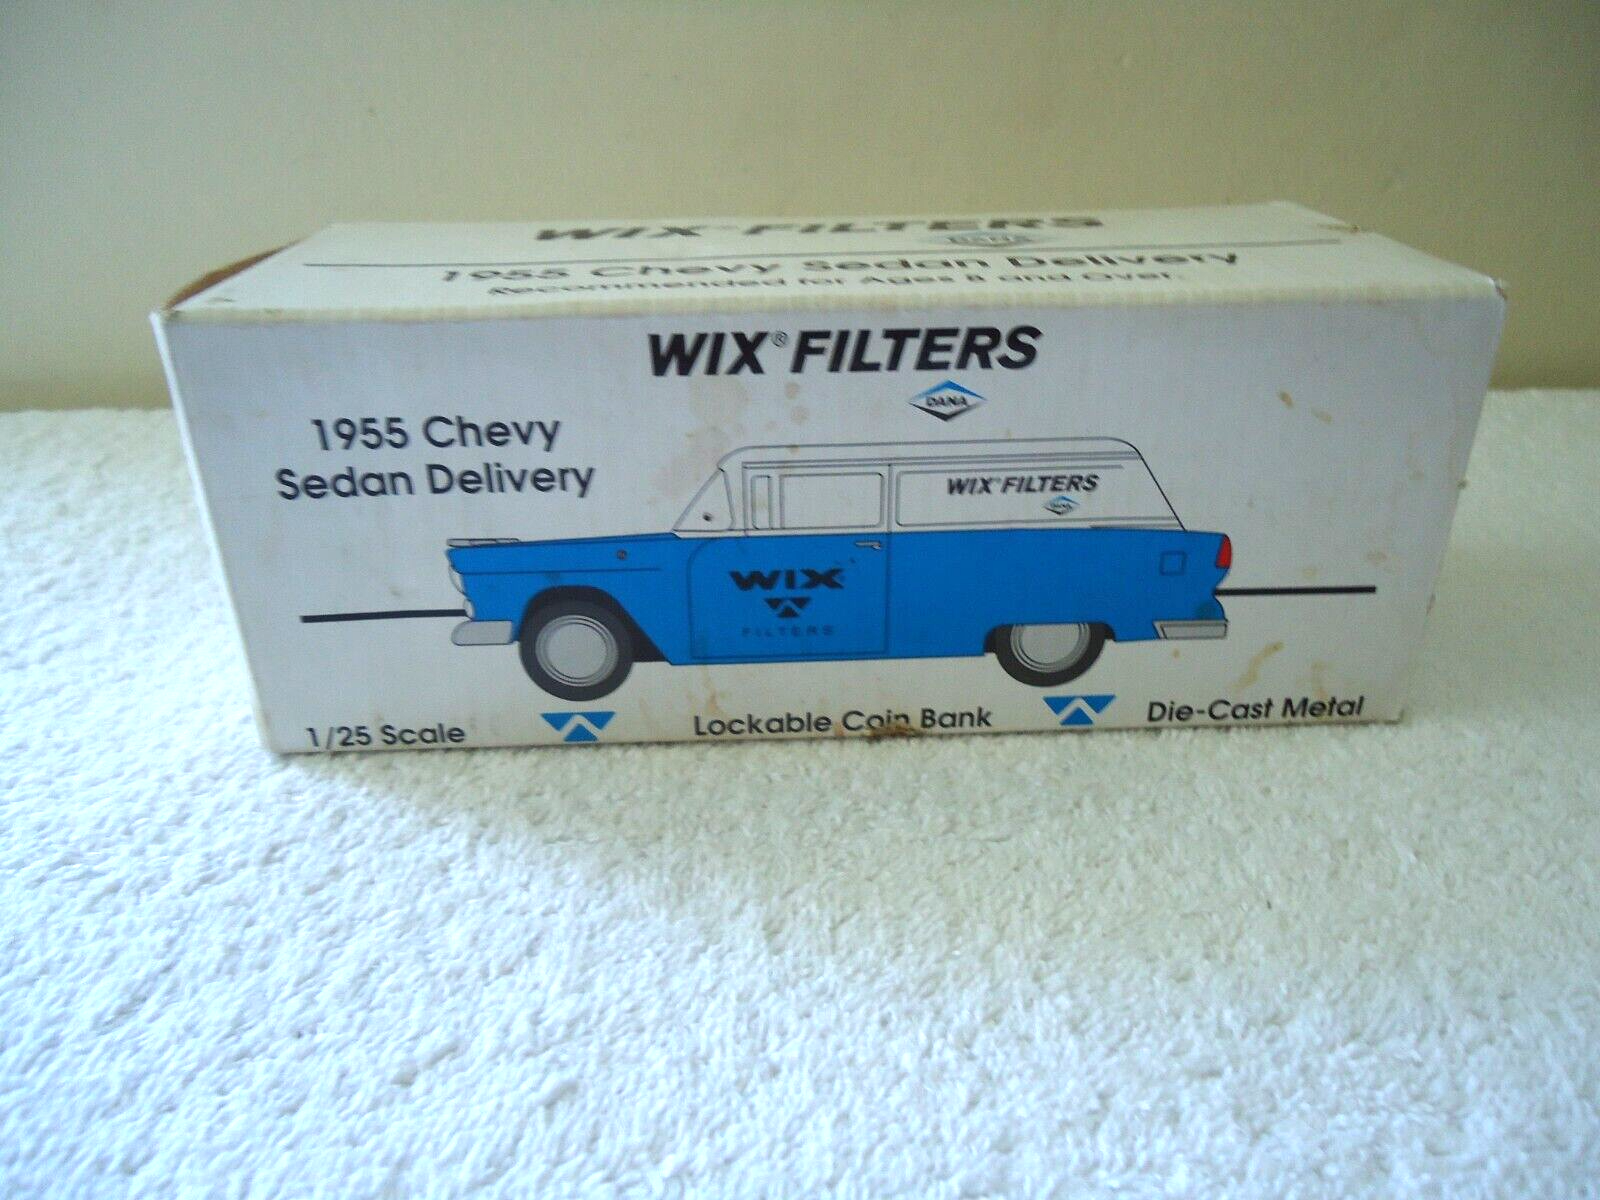 WIX FILTERS
DANA
1955 Chevy Sedan Delivery
Recommended for Ages 8 and Over.
WIX® FILTERS
DANA
1955 Chevy
Sedan Delivery
WIX® FILTERS
WIX
FILTERS
1/25 Scale
Lockable Coin Bank
Die-Cast Metal